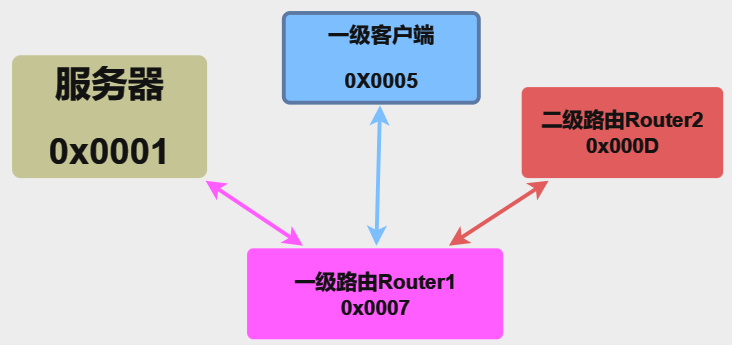 服务器
0x0001
一级客户端
0X0005
二级路由Router2
0x000D
一级路由Router1
0x0007